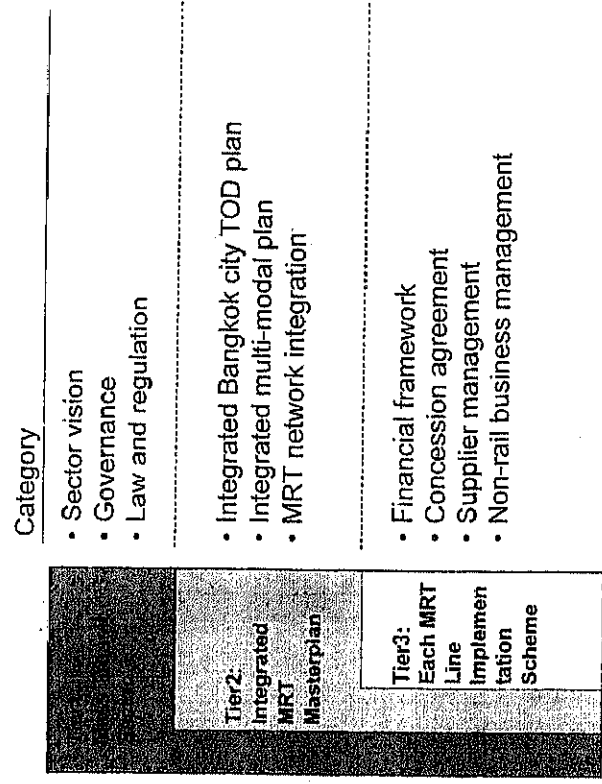 Category
• Sector vision
• Governance
• Law and regulation
Tier2:
Integrated
MRT
Masterplan
• Integrated Bangkok city TOD plan
• Integrated multi-modal plan
• MRT network integration
Tier3:
Each MRT
Line
Implemen
tation
Scheme
• Financial framework
• Concession agreement
• Supplier management
• Non-rail business management